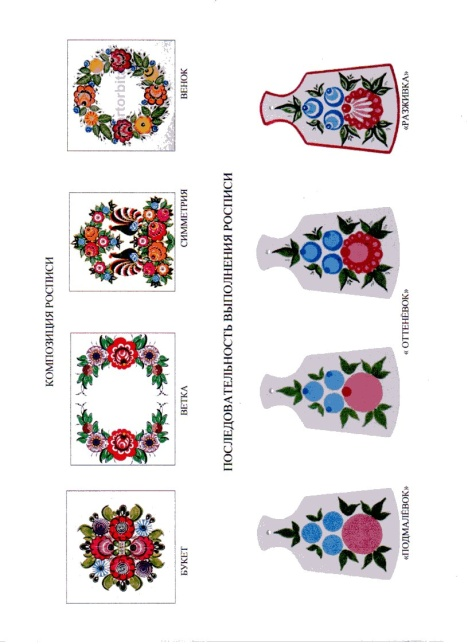 КОМПОЗИЦИЯ РОСПИСИ
БУКЕТ
ВЕТКА
СИММЕТРИЯ
ВЕНОК
ПОСЛЕДОВАТЕЛЬНОСТЬ ВЫПОЛНЕНИЯ РОСПИСИ
«ПОДМАЛЁВОК»
« ОТТЕНЁВОК»
«РАЗЖИВКА»